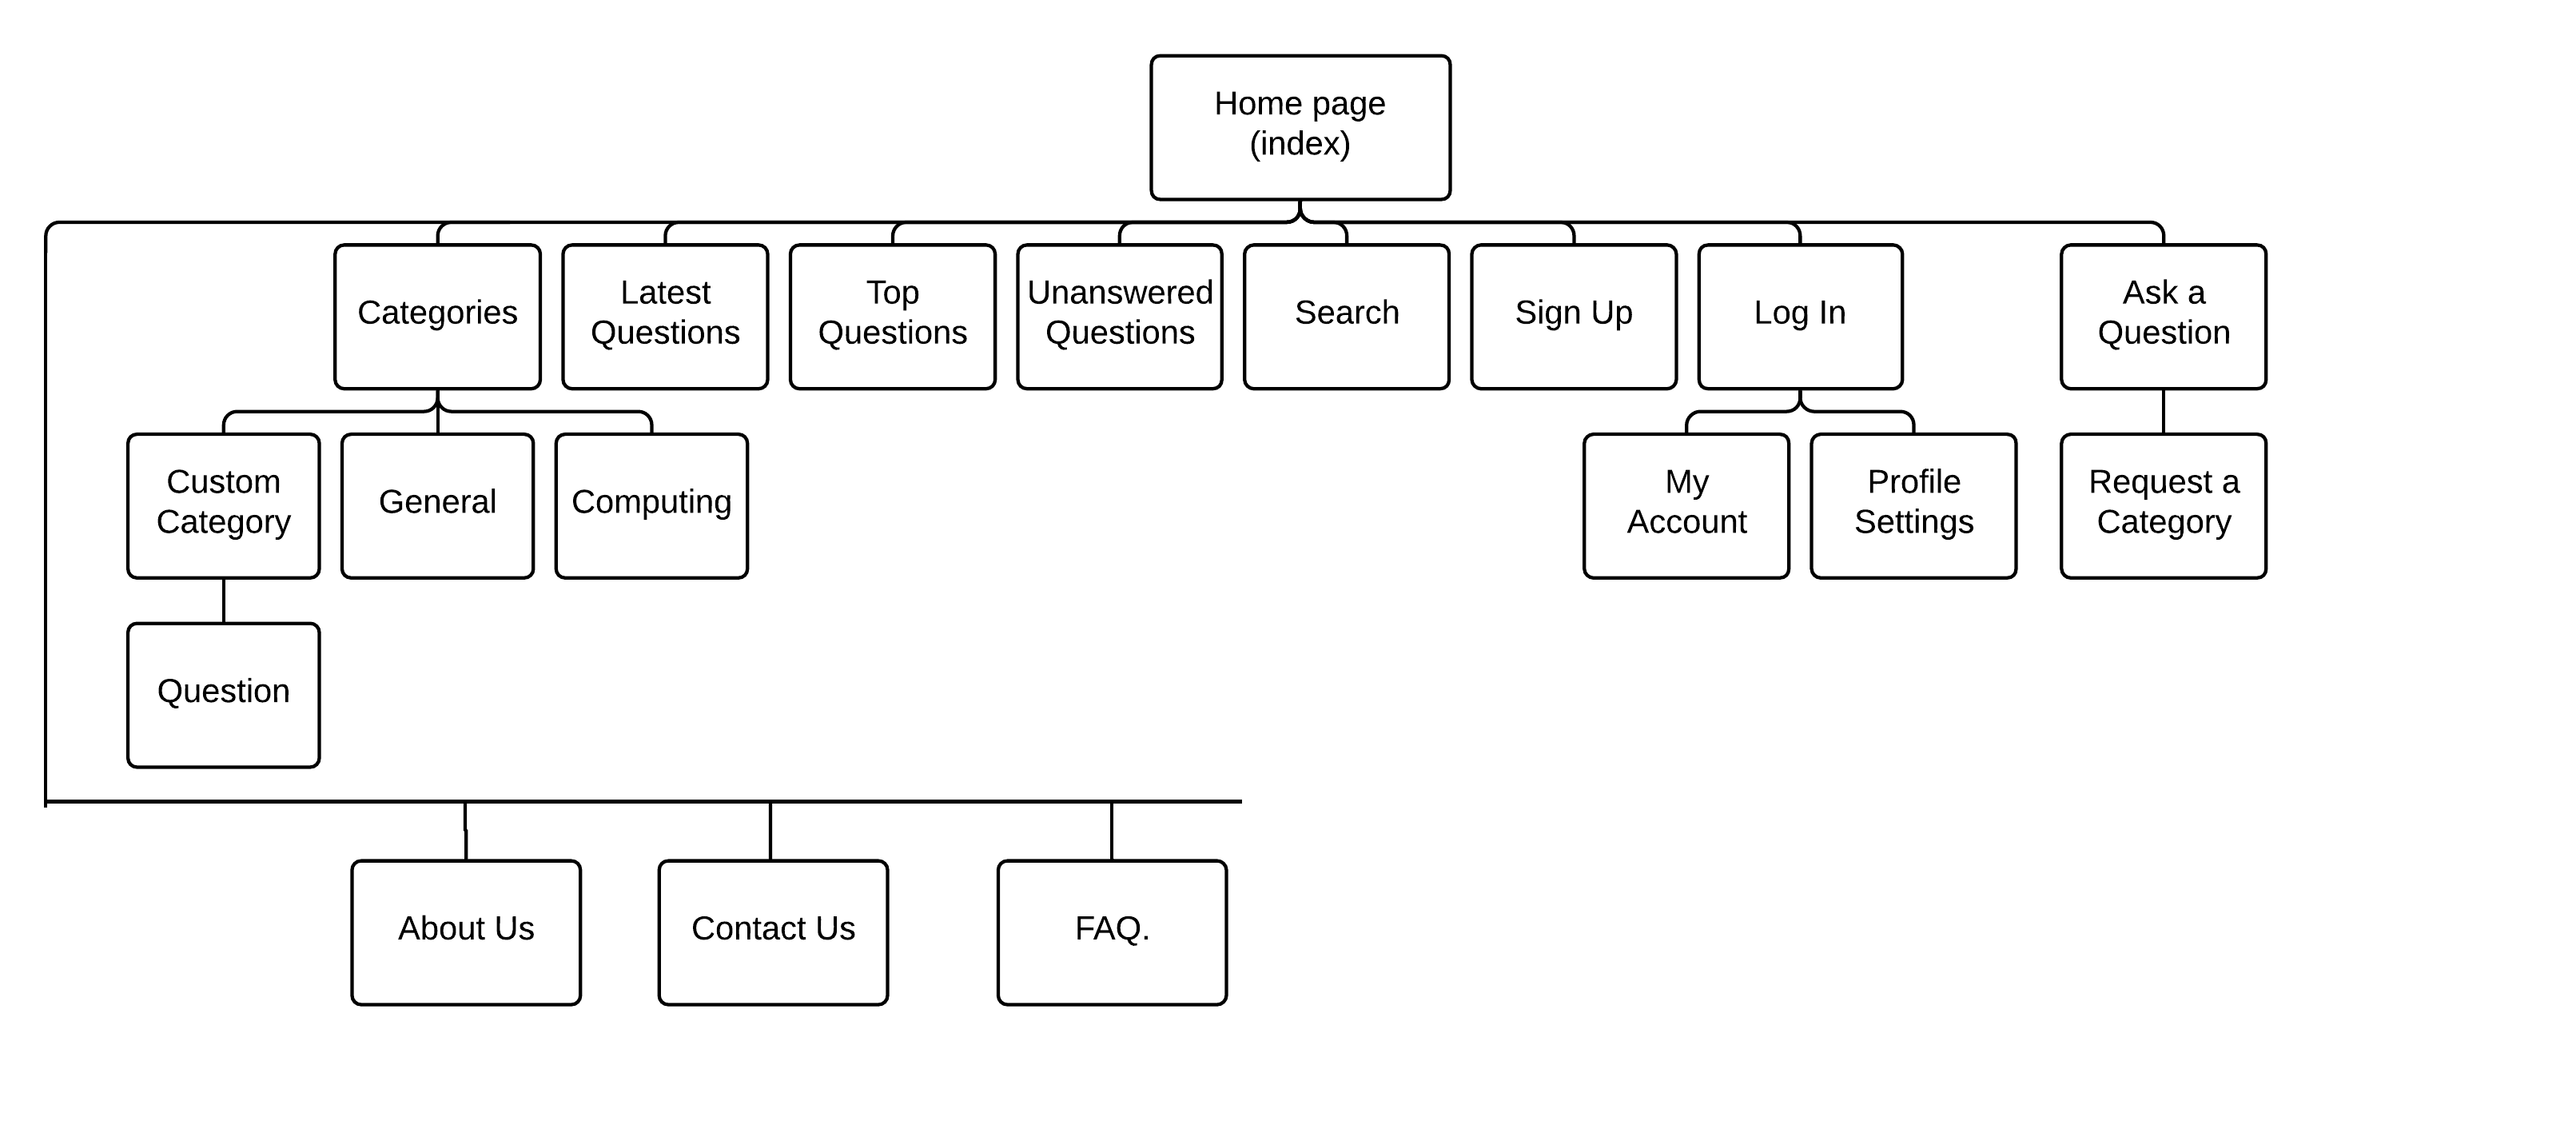 Home page
(index)
Categories
Latest
Questions
Top
Questions
Unanswered
Questions
Search
Sign Up
Log In
Ask a
Question
Custom
Category
General
Computing
My
Account
Profile
Settings
Request a
Category
Question
About Us
Contact Us
FAQ.